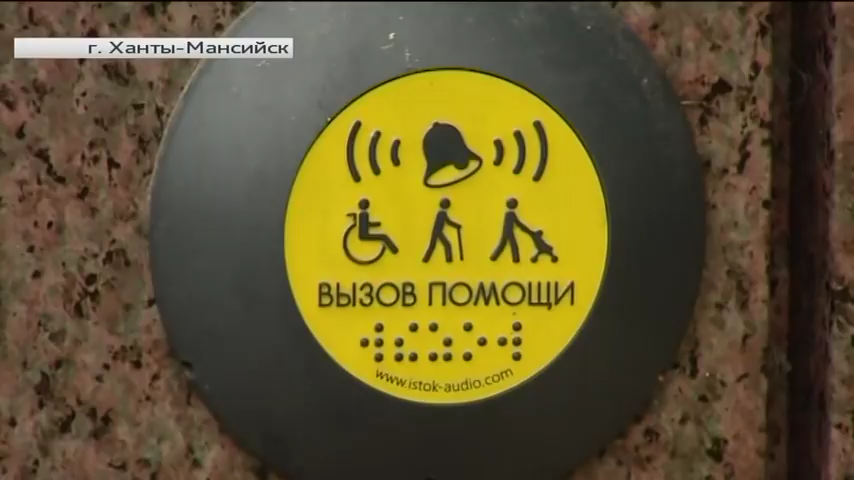 г. Ханты-Мансийск
ВЫЗОВ ПОМОЩИ
www.istok-audio.com